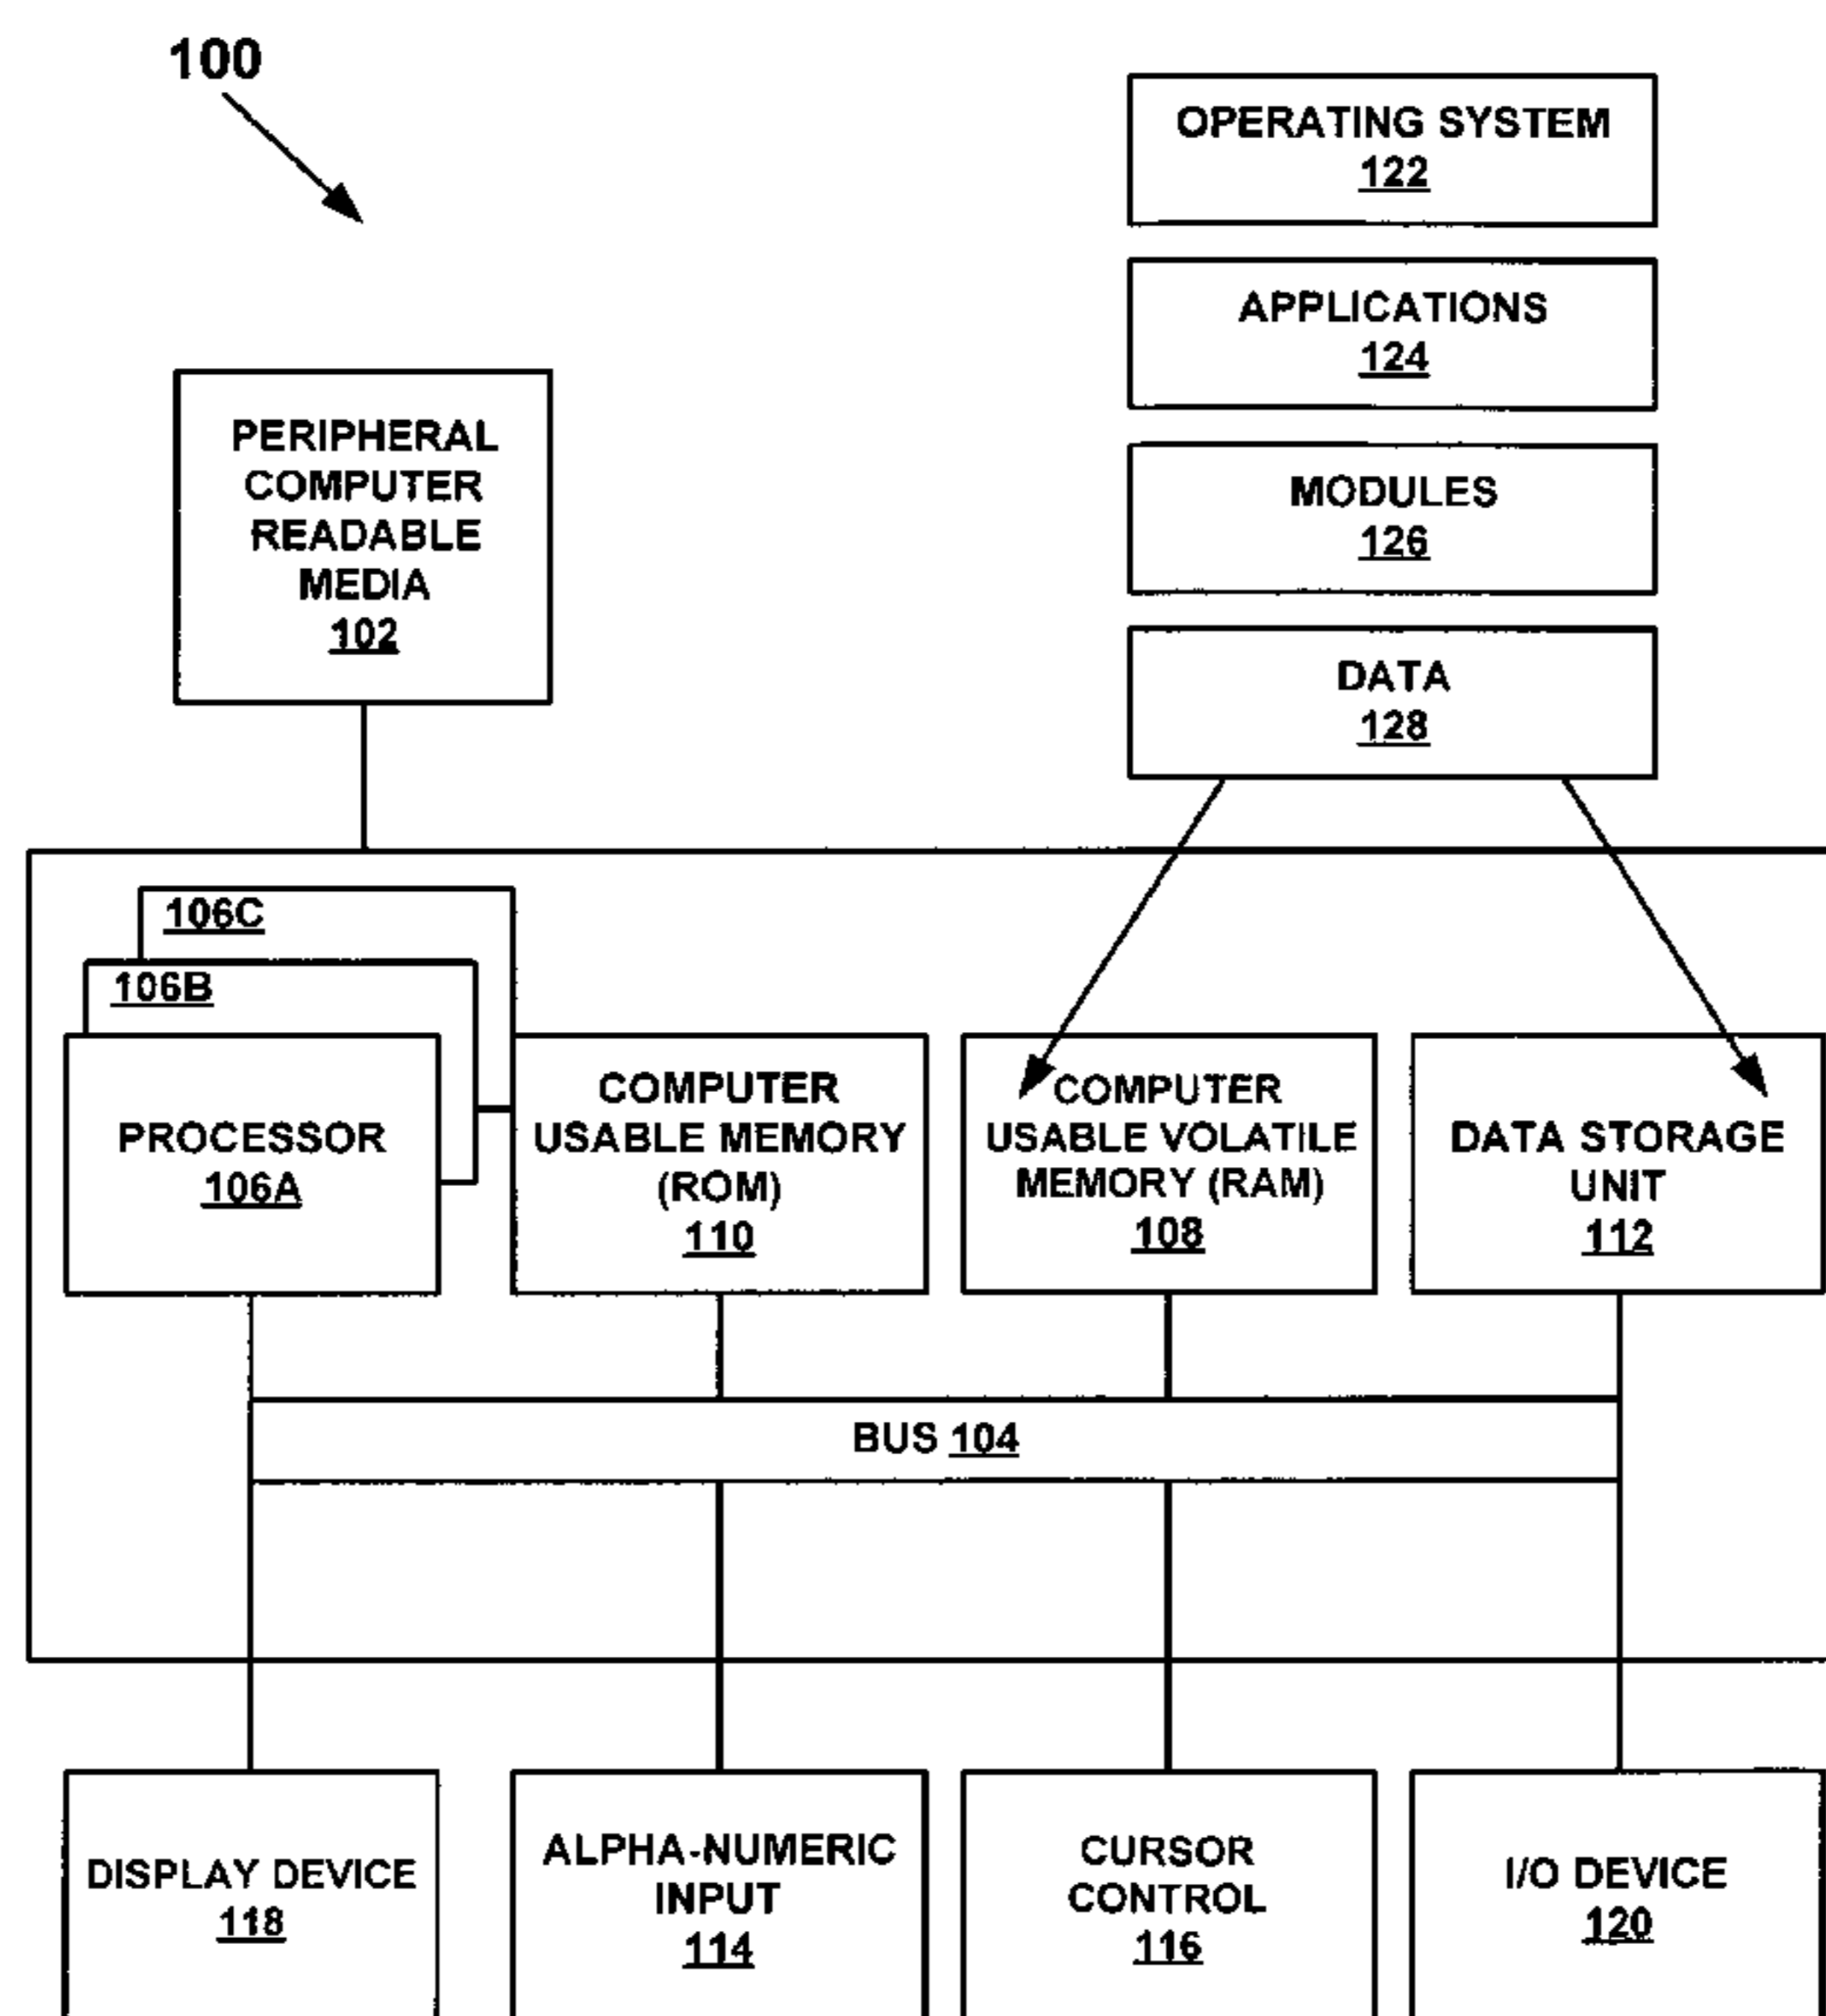 100
OPERATING SYSTEM
122
APPLICATIONS
124
MODULES
126
DATA
128
PERIPHERAL
COMPUTER
READABLE
MEDIA
102
106C
106B
PROCESSOR
106A
COMPUTER
USABLE MEMORY
(ROM)
110
COMPUTER
USABLE VOLATILE
MEMORY (RAM)
108
DATA STORAGE
UNIT
112
BUS 104
DISPLAY DEVICE
118
ALPHA-NUMERIC
INPUT
114
CURSOR
CONTROL
116
I/O DEVICE
120